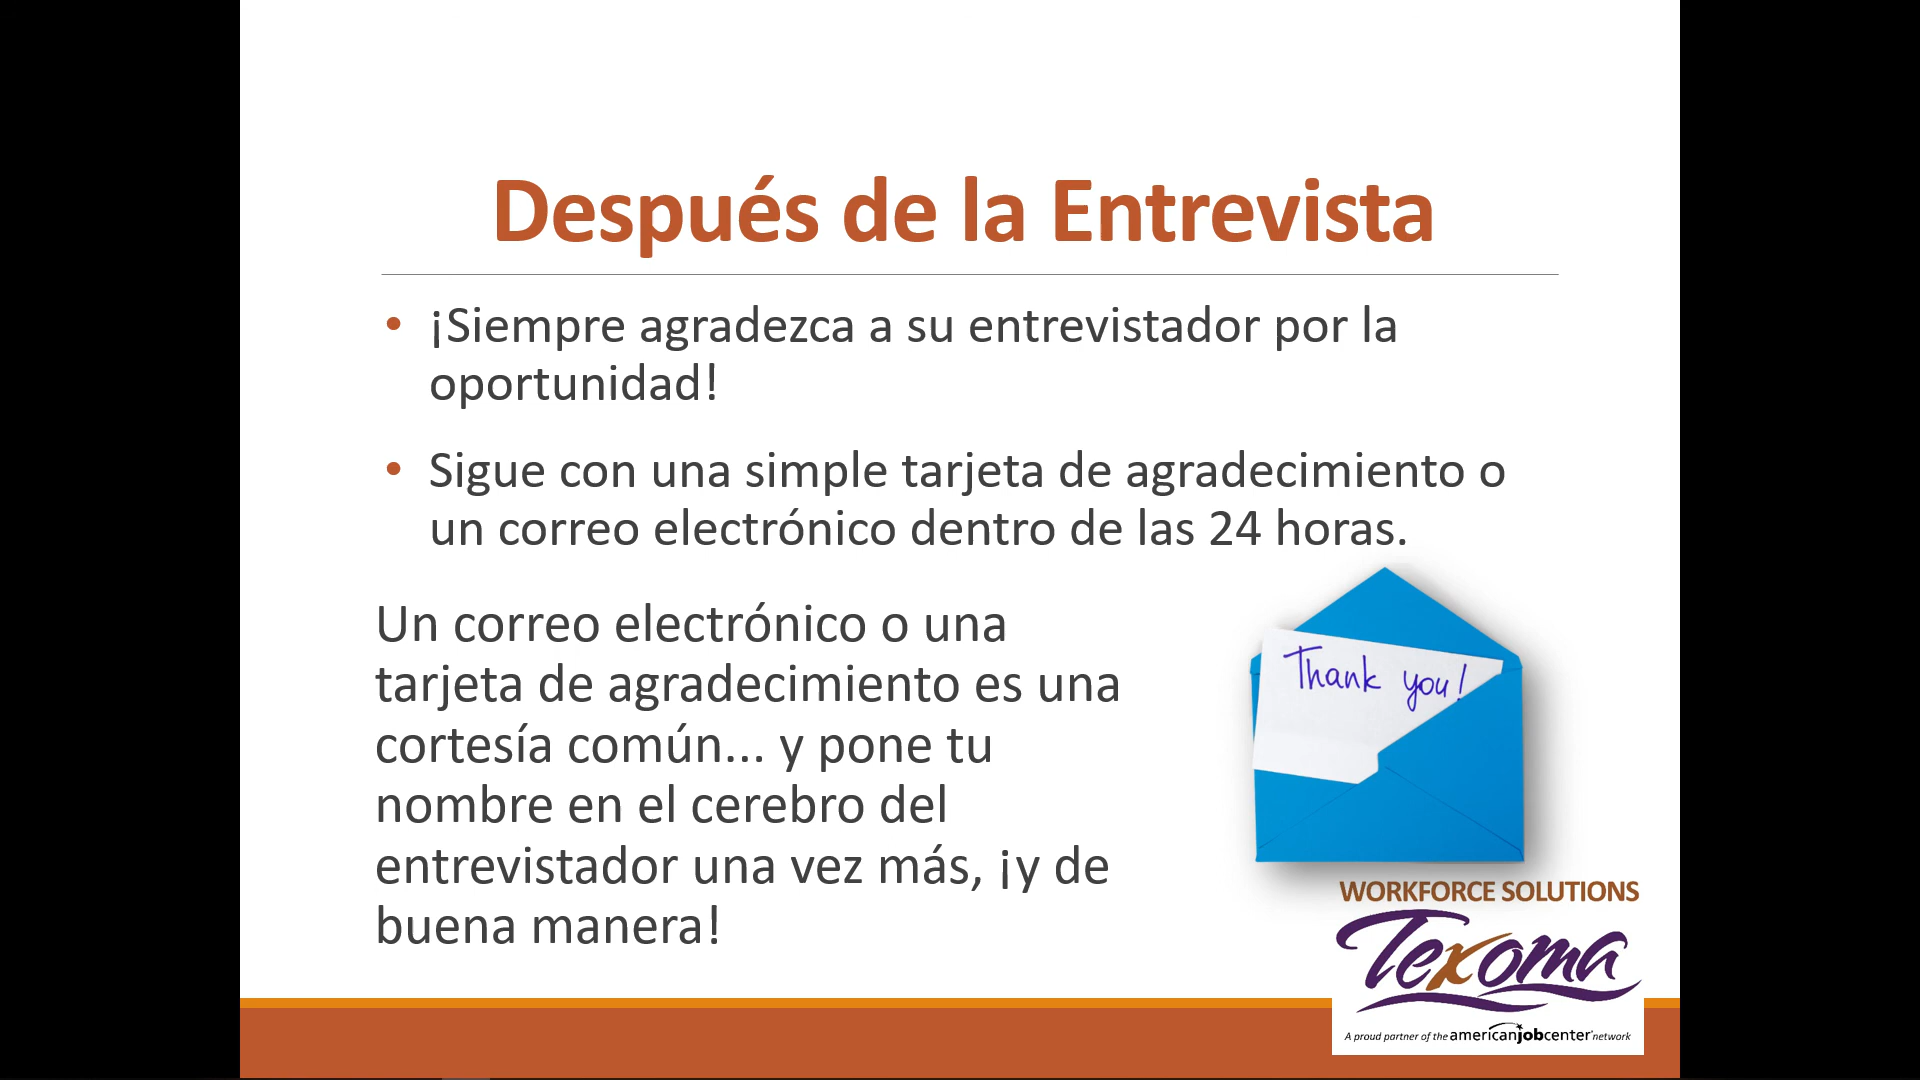 Después de la Entrevista
• ¡Siempre agradezca a su entrevistador por la
oportunidad!
• Sigue con una simple tarjeta de agradecimiento o
un correo electrónico dentro de las 24 horas.
Un correo electrónico o una
tarjeta de agradecimiento es una
cortesía común... y pone tu
nombre en el cerebro del
entrevistador una vez más, ¡y de
buena manera!
Thank you!
WORKFORCE SOLUTIONS
Texoma
A proud partner of the americanjobcenter network